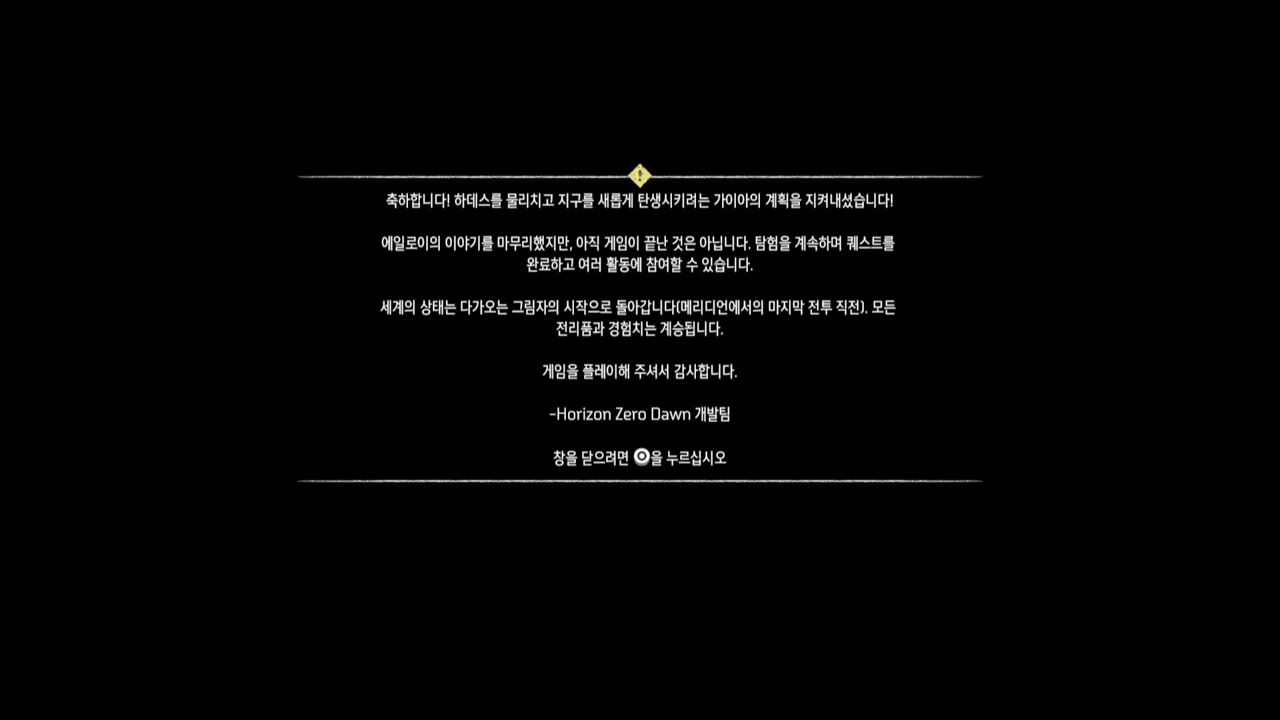 축하합니다! 하데스를 물리치고 지구를 새롭게 탄생시키려는 가이아의 계획을 지켜내셨습니다!
에일로이의 이야기를 마무리했지만, 아직 게임이 끝난 것은 아닙니다. 탐험을 계속하며 퀘스트를
완료하고 여러 활동에 참여할 수 있습니다.
세계의 상태는 다가오는 그림자의 시작으로 돌아갑니다(메리디언에서의 마지막 전투 직전). 모든
전리품과 경험치는 계승됩니다.
게임을 플레이해 주셔서 감사합니다.
-Horizon Zero Dawn 개발팀
창을 닫으려면 을 누르십시오